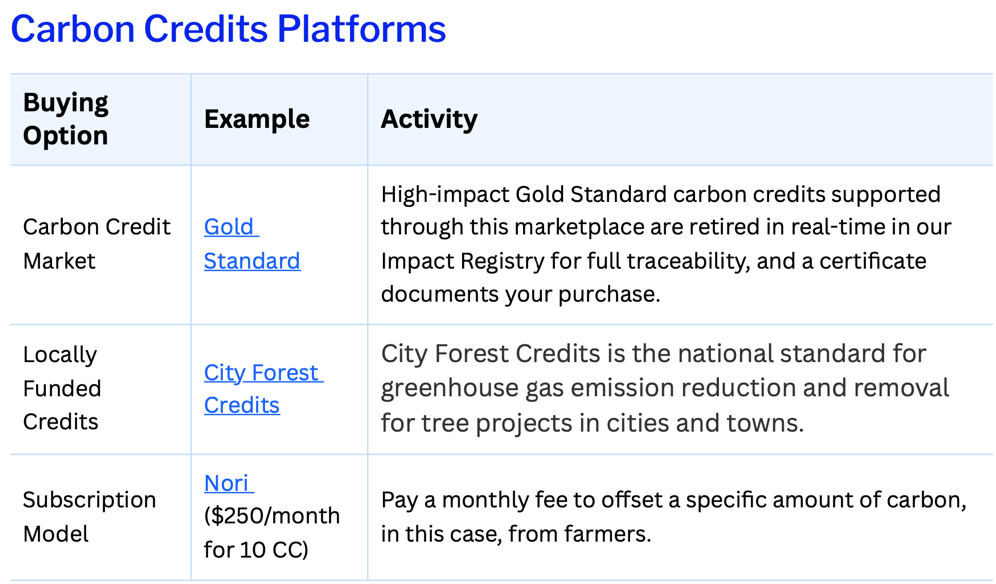 Carbon Credits Platforms
Buying
Option
Example
Activity
Carbon Credit
Market
Gold
Standard
High-impact Gold Standard carbon credits supported
through this marketplace are retired in real-time in our
Impact Registry for full traceability, and a certificate
documents your purchase.
Locally
Funded
Credits
City Forest
Credits
City Forest Credits is the national standard for
greenhouse gas emission reduction and removal
for tree projects in cities and towns.
Subscription
Model
Nori
($250/month
for 10 CC)
Pay a monthly fee to offset a specific amount of carbon,
in this case, from farmers.